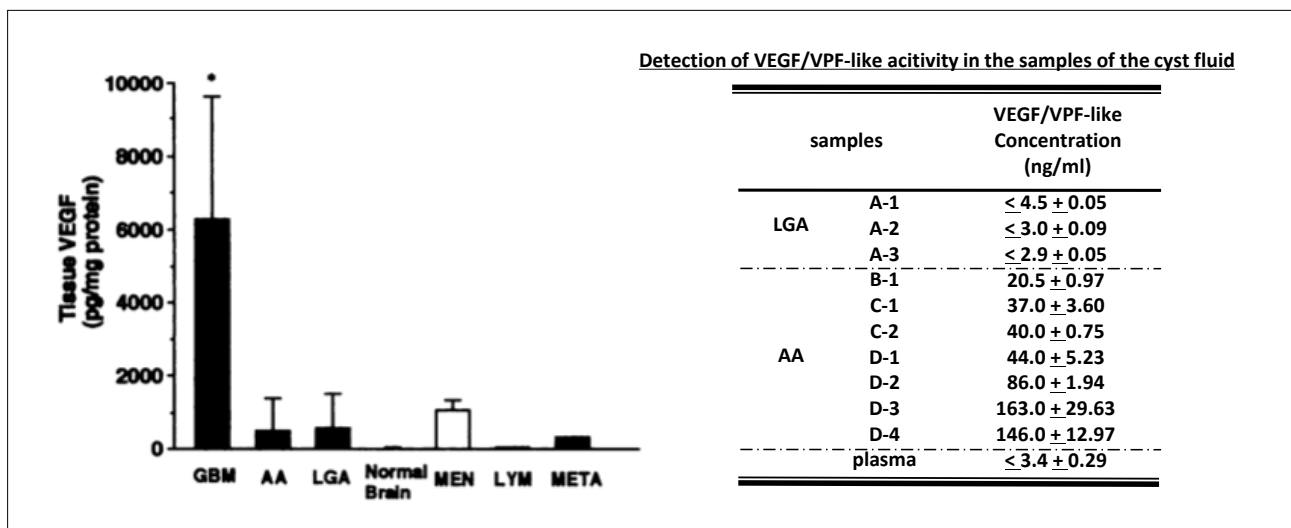 Detection of VEGF/VPF-like acitivity in the samples of the cyst fluid
Tissue VEGF
(pg/mg protein)
10000
8000
6000
4000
2000
0
*
GBM
AA
LGA
Normal
Brain
MEN
LYM
META
samples
VEGF/VPF-like
Concentration
(ng/ml)
LGA
A-1 < 4.5 + 0.05
A-2 < 3.0 + 0.09
A-3 < 2.9 + 0.05
AA
B-1 20.5 + 0.97
C-1 37.0 + 3.60
C-2 40.0 + 0.75
D-1 44.0 + 5.23
D-2 86.0 + 1.94
D-3 163.0 + 29.63
D-4 146.0 + 12.97
plasma < 3.4 + 0.29